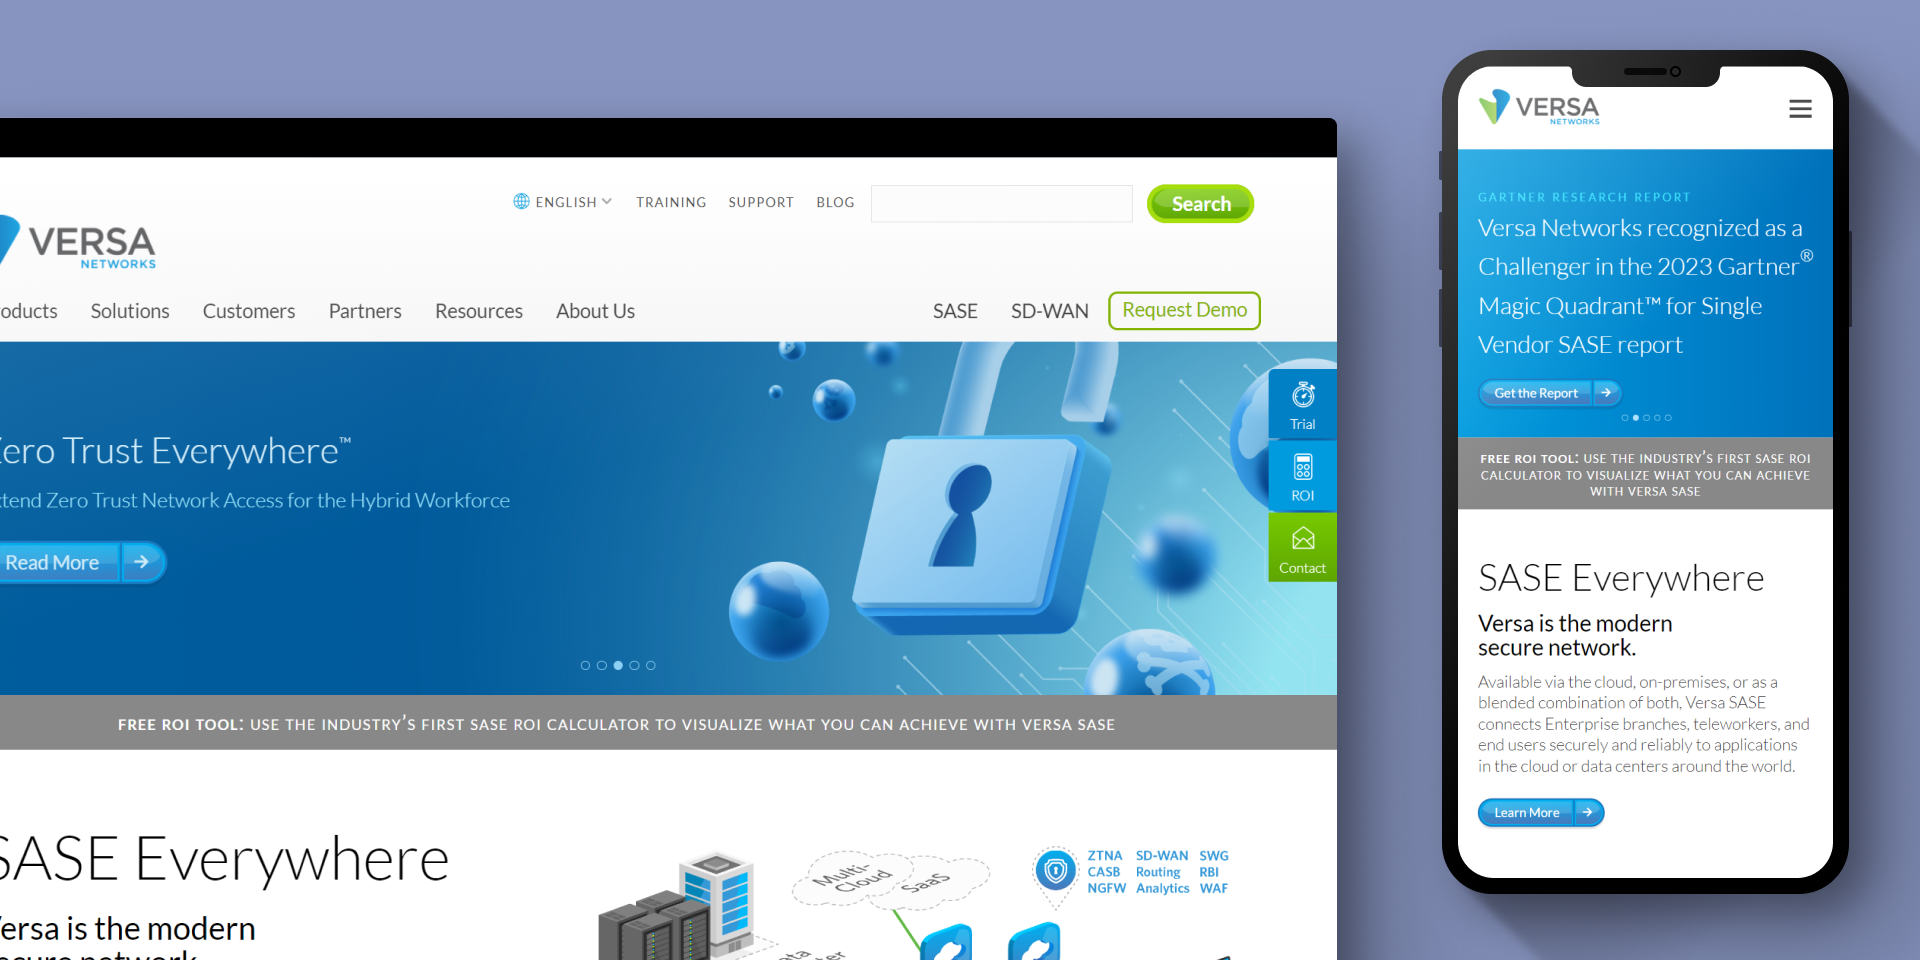 ENGLISH TRAINING SUPPORT BLOG
Search
VERSA
NETWORKS
oducts Solutions Customers Partners Resources About Us SASE SD-WAN Request Demo
Zero Trust Everywhere™
xtend Zero Trust Network Access for the Hybrid Workforce
Read More
Trial
ROI
Contact
FREE ROI TOOL: USE THE INDUSTRY'S FIRST SASE ROI CALCULATOR TO VISUALIZE WHAT YOU CAN ACHIEVE WITH VERSA SASE
SASE Everywhere
Versa is the modern
secure network.
Multi-
Cloud
SaaS
ZTNA SD-WAN SWG
CASB Routing RBI
NGFW Analytics WAF
VERSA
NETWORKS
GARTNER RESEARCH REPORT
Versa Networks recognized as a
Challenger in the 2023 Gartner®
Magic Quadrant™ for Single
Vendor SASE report
Get the Report
FREE ROI TOOL: USE THE INDUSTRY'S FIRST SASE ROI
CALCULATOR TO VISUALIZE WHAT YOU CAN ACHIEVE
WITH VERSA SASE
SASE Everywhere
Versa is the modern
secure network.
Available via the cloud, on-premises, or as a
blended combination of both, Versa SASE
connects Enterprise branches, teleworkers, and
end users securely and reliably to applications
in the cloud or data centers around the world.
Learn More